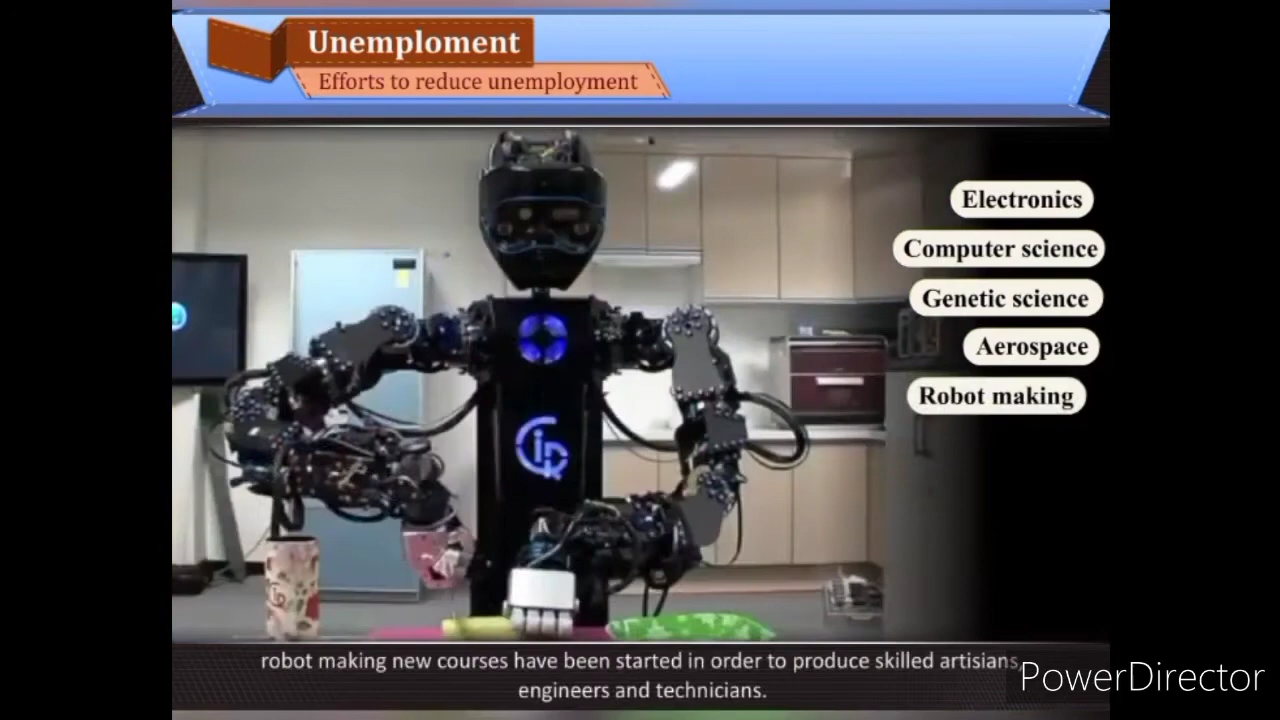 Unemploment
Efforts to reduce unemployment
Electronics
Computer science
Genetic science
Aerospace
Robot making
robot making new courses have been started in order to produce skilled artisians,
engineers and technicians.
PowerDirector